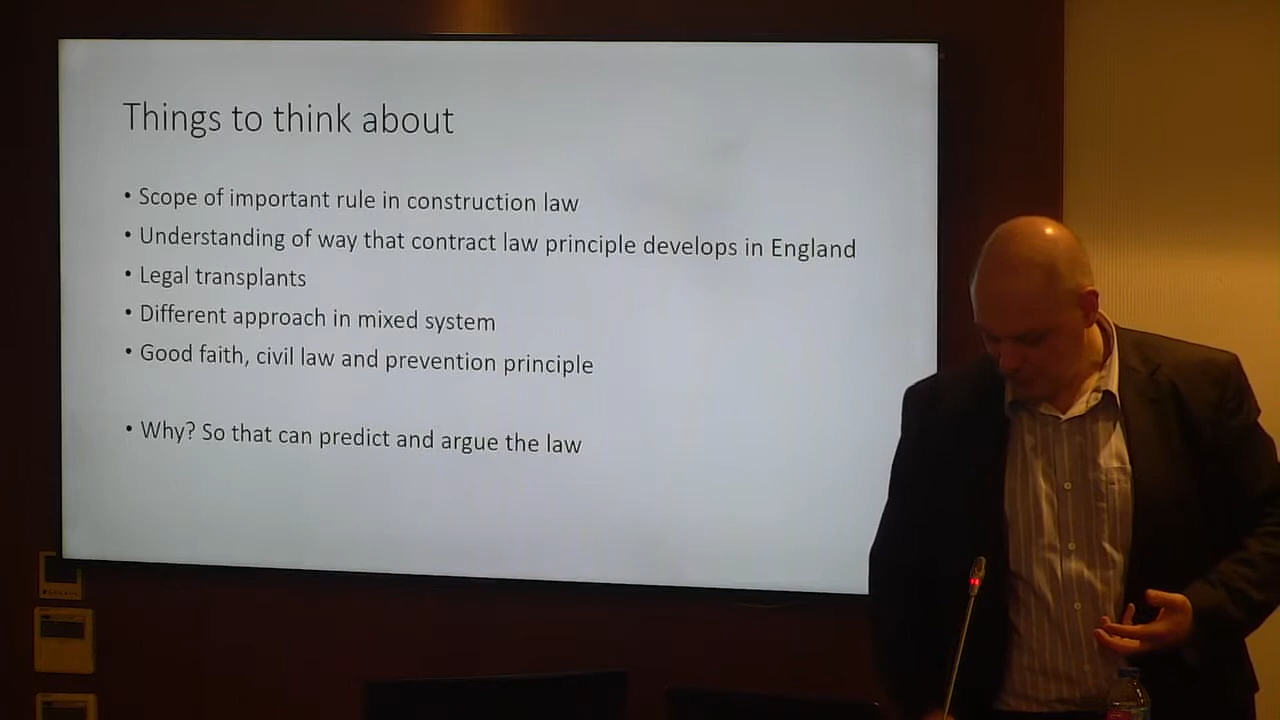 Things to think about
• Scope of important rule in construction law
• Understanding of way that contract law principle develops in England
• Legal transplants
• Different approach in mixed system
• Good faith, civil law and prevention principle
• Why? So that can predict and argue the law